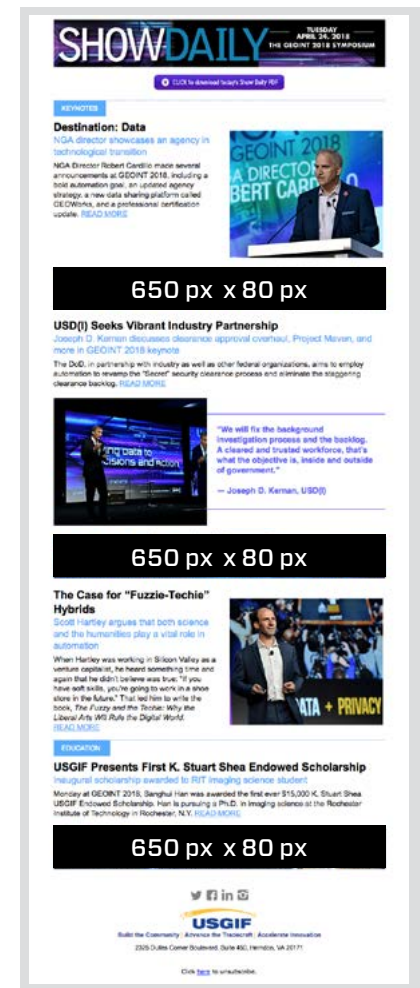 SHOWDAILY
TUESDAY
APRIL 24, 2018
THE GEOINT 2018 SYMPOSIUM
CLICK to download today's Show Daily PDF
KEYNOTES
Destination: Data
NGA director showcases an agency in
technological transition
NGA Director Robert Cardillo made several
announcements at GEOINT 2018, including a
bold automation goal, an updated agency
strategy, a new data sharing platform called
GEOWorks, and a professional certification
update. READ MORE
GEOINT 2018
NGA DIRECTOR
650 px x 80 px
USD(I) Seeks Vibrant Industry Partnership
Joseph D. Kernan discusses clearance approval overhaul, Project Maven, and
more in GEOINT 2018 keynote
The DoD, in partnership with industry as well as other federal organizations, aims to employ
automation to revamp the "Secret" security clearance process and eliminate the staggering
clearance backlog. READ MORE
ng Data to
cisions and Action
"We will fix the background
investigation process and the backlog.
A cleared and trusted workforce, that's
what the objective is, inside and outside
of government."
— Joseph D. Kernan, USD(I)
650 px x 80 px
The Case for "Fuzzie-Techie"
Hybrids
Scott Hartley argues that both science
and the humanities play a vital role in
automation
When Hartley was working in Silicon Valley as a
venture capitalist, he heard something time and
again that he didn't believe was true: "If you
have soft skills, you're going to work in a shoe
store in the future." That led him to write the
book, The Fuzzy and the Techie: Why the
Liberal Arts Will Rule the Digital World.
READ MORE
DATA + PRIVACY
EDUCATION
USGIF Presents First K. Stuart Shea Endowed Scholarship
Inaugural scholarship awarded to RIT imaging science student
Monday at GEOINT 2018, Sanghui Han was awarded the first ever $15,000 K. Stuart Shea
USGIF Endowed Scholarship. Han is pursuing a Ph.D. in imaging science at the Rochester
Institute of Technology in Rochester, N.Y. READ MORE
650 px x 80 px
USGIF
Build the Community | Advance the Tradecraft | Accelerate Innovation
2325 Dulles Corner Boulevard, Suite 450, Herndon, VA 20171
Click here to unsubscribe.